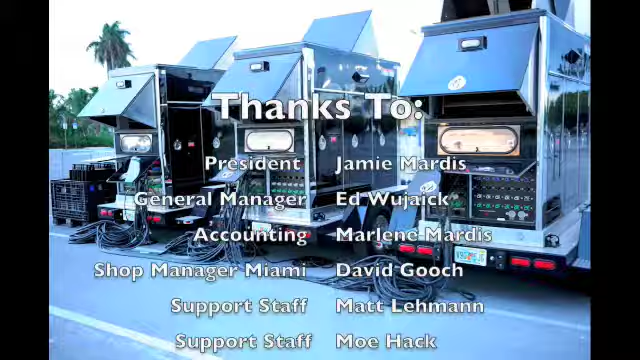 Thanks To:
President Jamie Mardis
General Manager Ed Wujaick
Accounting Marlene Mardis
Shop Manager Miami David Gooch
Support Staff Matt Lehmann
Support Staff Moe Hack